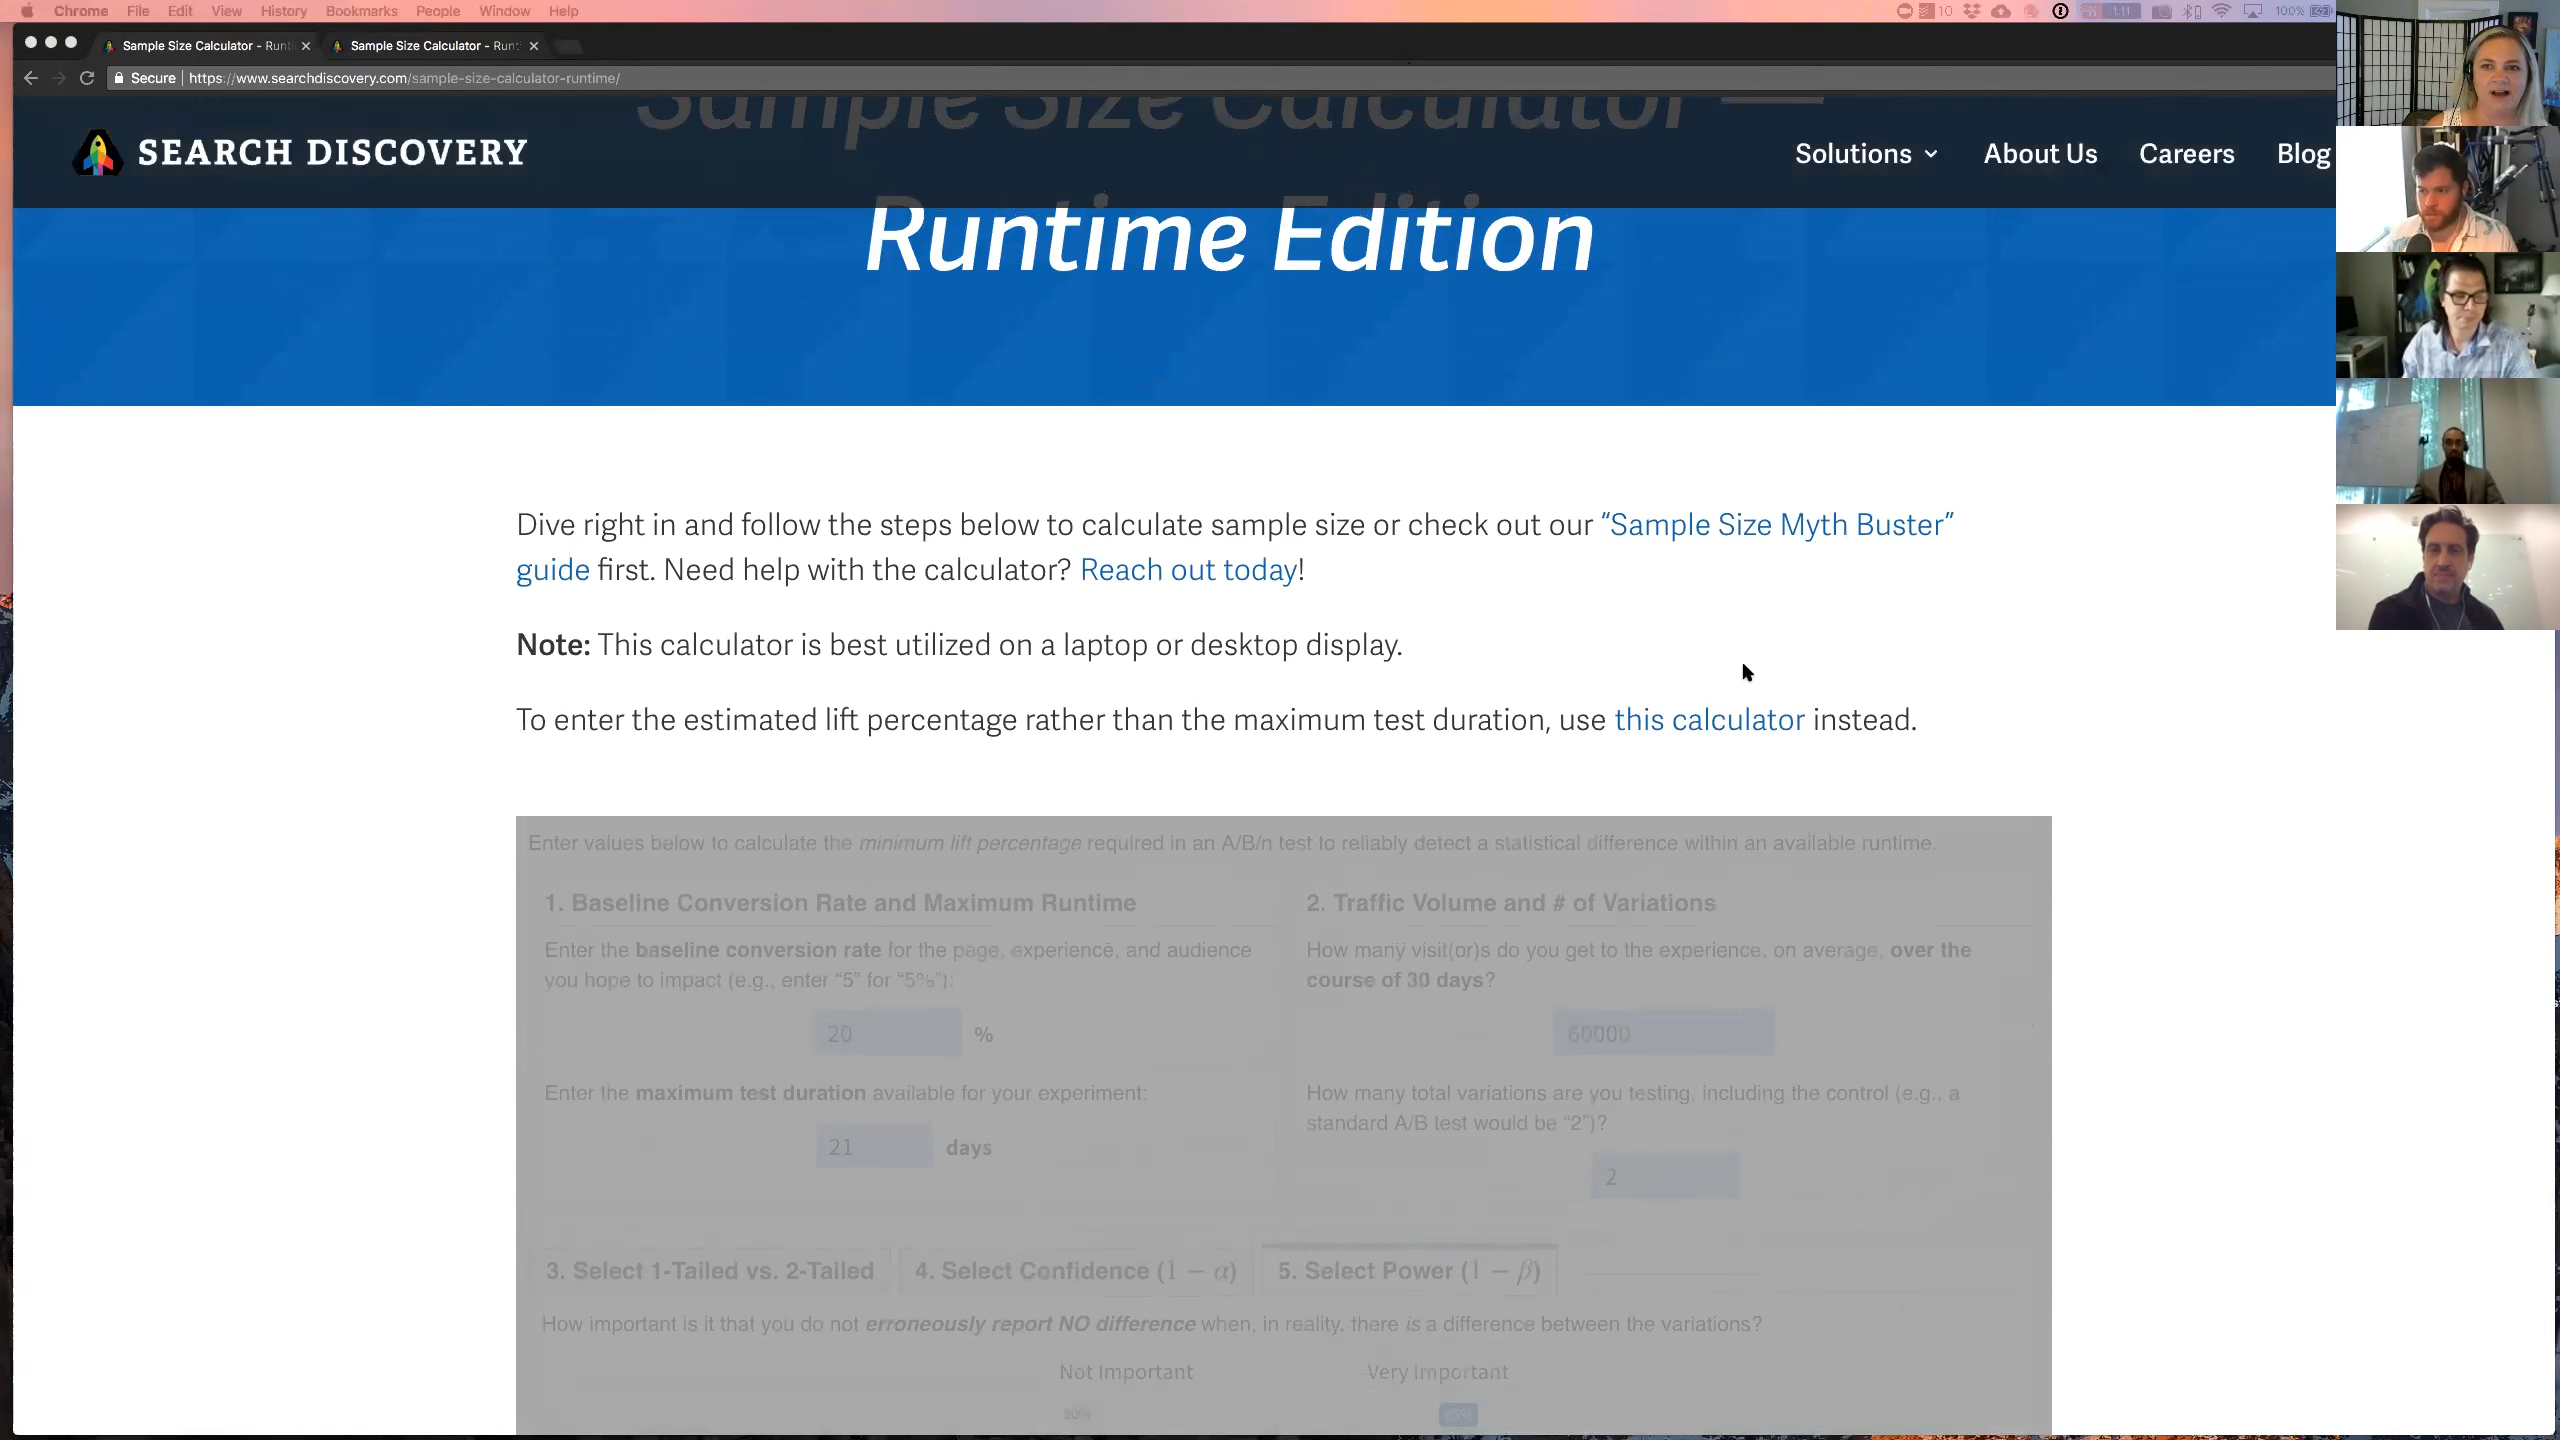 Chrome File Edit View History Bookmarks People Window Help
10 1.11 100%
Sample Size Calculator - Runti
Sample Size Calculator - Runt
Secure | https://www.searchdiscovery.com/sample-size-calculator-runtime/
Sample Size Calculator —
SEARCH DISCOVERY
Solutions About Us Careers Blog
Runtime Edition
Dive right in and follow the steps below to calculate sample size or check out our “Sample Size Myth Buster”
guide first. Need help with the calculator? Reach out today!
Note: This calculator is best utilized on a laptop or desktop display.
To enter the estimated lift percentage rather than the maximum test duration, use this calculator instead.
Enter values below to calculate the minimum lift percentage required in an A/B/n test to reliably detect a statistical difference within an available runtime.
1. Baseline Conversion Rate and Maximum Runtime
Enter the baseline conversion rate for the page, experience, and audience
you hope to impact (e.g., enter “5” for “5%”):
20 %
Enter the maximum test duration available for your experiment:
21 days
2. Traffic Volume and # of Variations
How many visit(or)s do you get to the experience, on average, over the
course of 30 days?
60000
How many total variations are you testing, including the control (e.g., a
standard A/B test would be “2”)?
2
3. Select 1-Tailed vs. 2-Tailed
4. Select Confidence (1 − α)
5. Select Power (1 − β)
How important is it that you do not erroneously report NO difference when, in reality, there is a difference between the variations?
Not Important Very Important